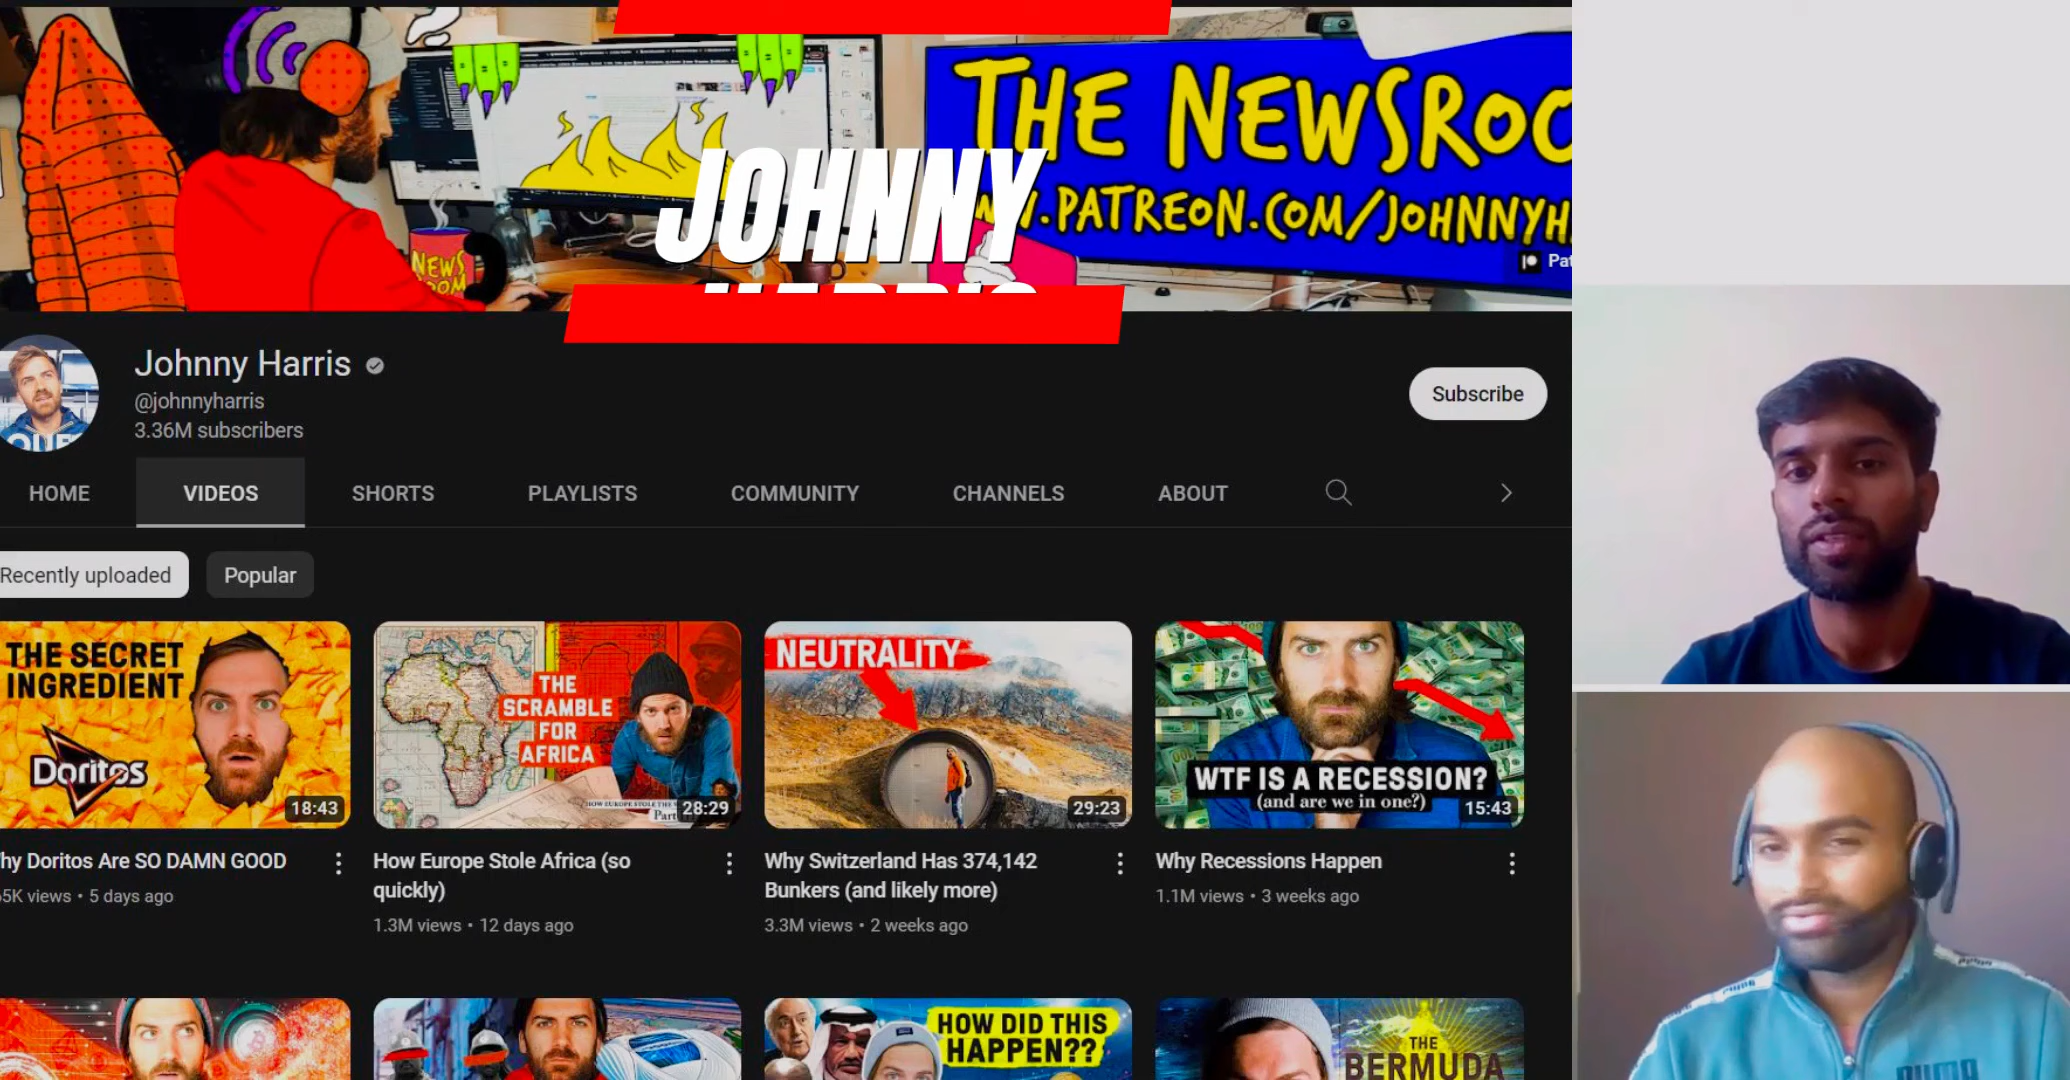 THE NEWSROO
.PATREON.COM/JOHNNYH
JOHNNY
HARRIS
NEWS
ROOM
Johnny Harris
@johnnyharris
3.36M subscribers
Subscribe
HOME VIDEOS SHORTS PLAYLISTS COMMUNITY CHANNELS ABOUT
Recently uploaded Popular
THE SECRET
INGREDIENT
Doritos
18:43
THE
SCRAMBLE
FOR
AFRICA
Part
28:29
NEUTRALITY
29:23
WTF IS A RECESSION?
(and are we in one?)
15:43
hy Doritos Are SO DAMN GOOD
5K views • 5 days ago
How Europe Stole Africa (so
quickly)
1.3M views • 12 days ago
Why Switzerland Has 374,142
Bunkers (and likely more)
3.3M views • 2 weeks ago
Why Recessions Happen
1.1M views • 3 weeks ago
HOW DID THIS
HAPPEN??
THE
BERMUDA
PUMA